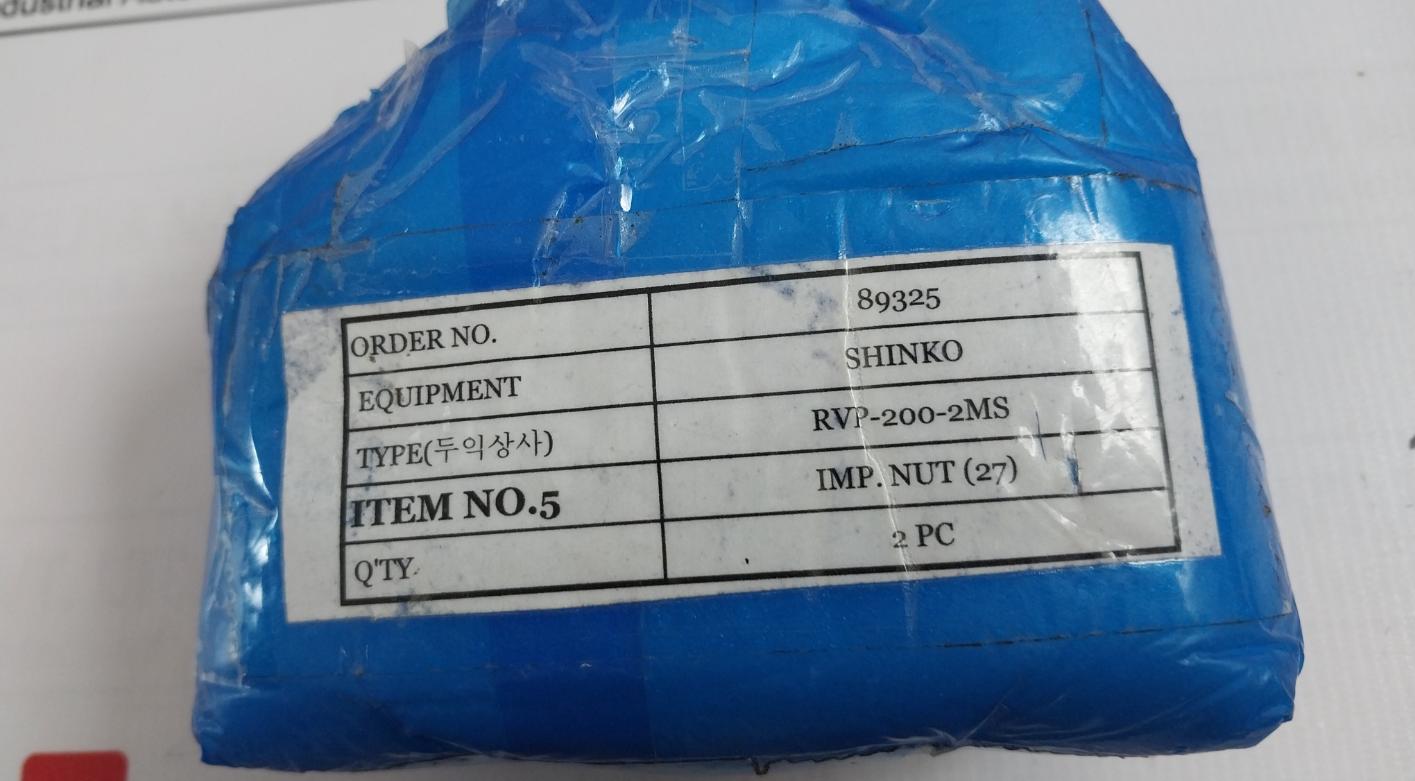 ORDER NO. 89325
EQUIPMENT SHINKO
TYPE(두익상사) RVP-200-2MS
ITEM NO.5 IMP. NUT (27)
Q'TY 2 PC